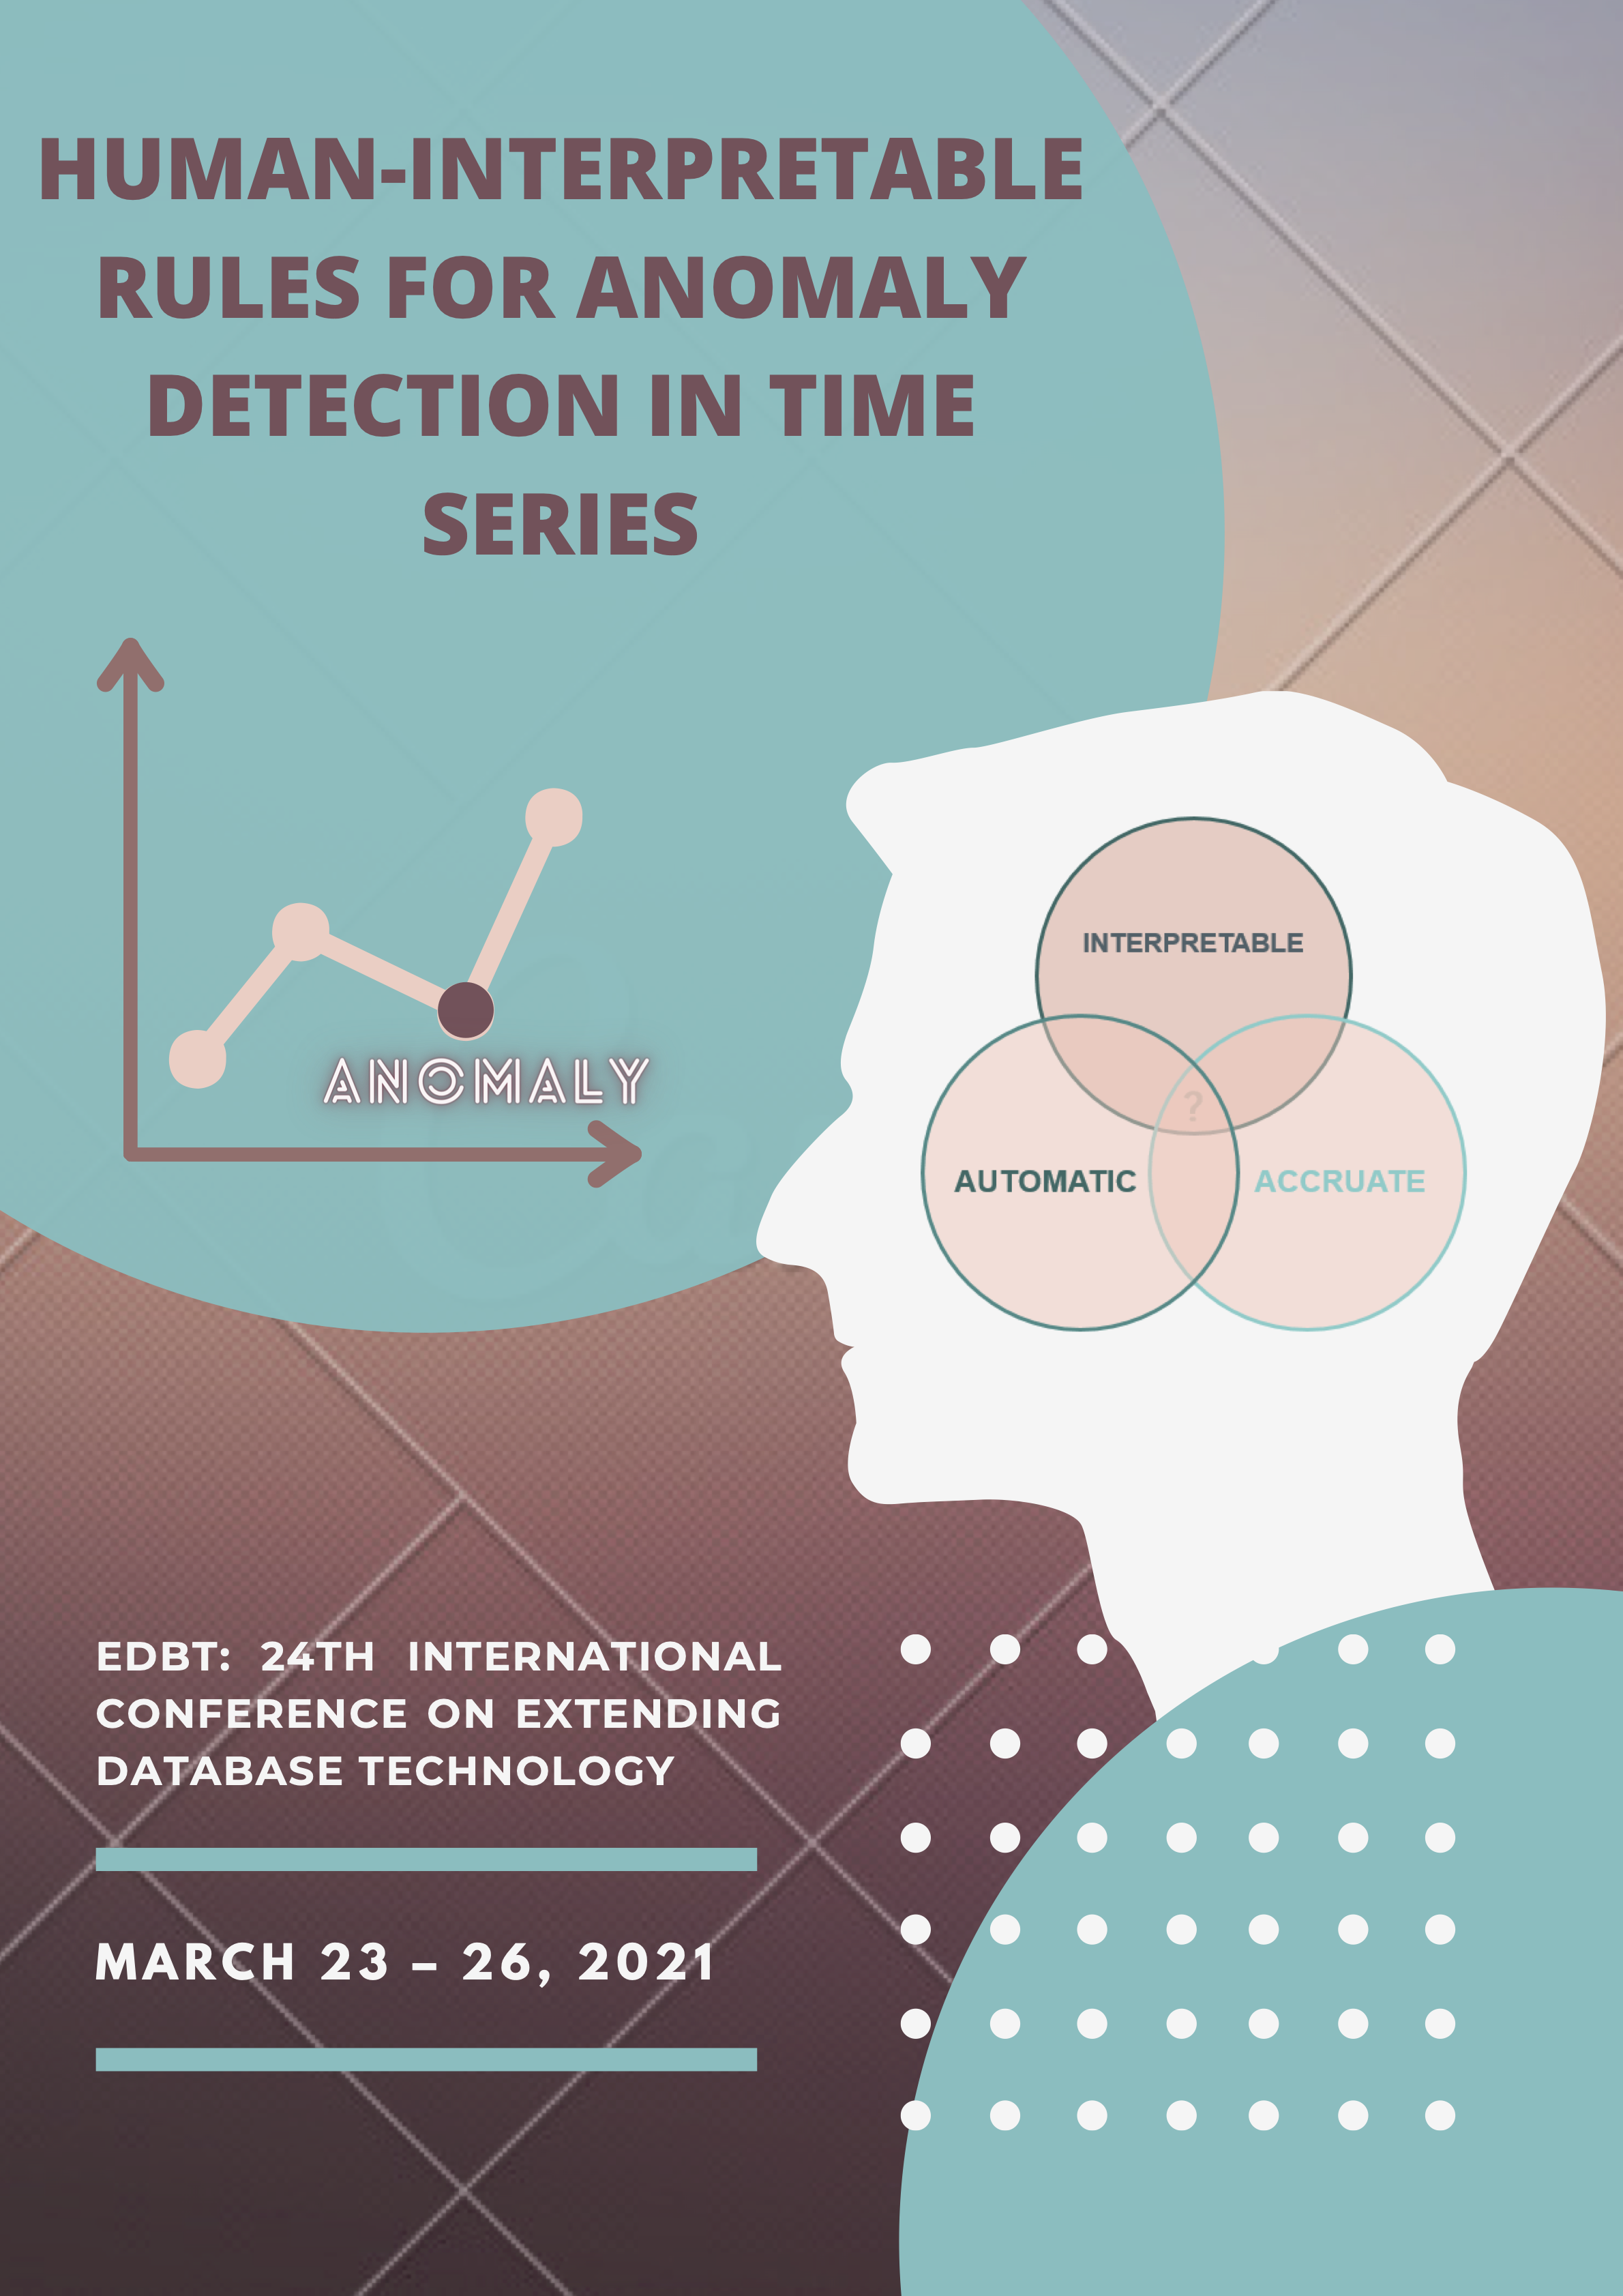 HUMAN-INTERPRETABLE
RULES FOR ANOMALY
DETECTION IN TIME
SERIES
ANOMALY
INTERPRETABLE
?
AUTOMATIC
ACCRUATE
EDBT: 24TH INTERNATIONAL
CONFERENCE ON EXTENDING
DATABASE TECHNOLOGY
MARCH 23 – 26, 2021